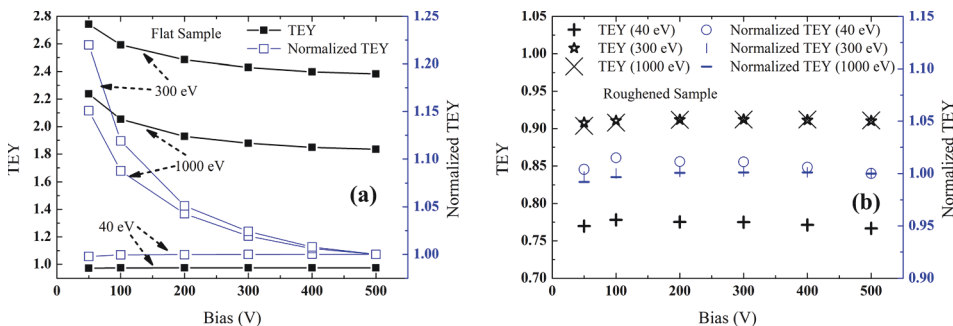 2.8
2.6
2.4
2.2
2.0
1.8
1.6
1.4
1.2
1.0
TEY
0 100 200 300 400 500
Bias (V)
1.25
1.20
1.15
1.10
1.05
1.00
Normalized TEY
Flat Sample
TEY
Normalized TEY
300 eV
1000 eV
40 eV
(a)
1.05
1.00
0.95
0.90
0.85
0.80
0.75
0.70
TEY
0 100 200 300 400 500
Bias (V)
1.15
1.10
1.05
1.00
0.95
0.90
Normalized TEY
TEY (40 eV) Normalized TEY (40 eV)
TEY (300 eV) Normalized TEY (300 eV)
TEY (1000 eV) Normalized TEY (1000 eV)
Roughened Sample
(b)